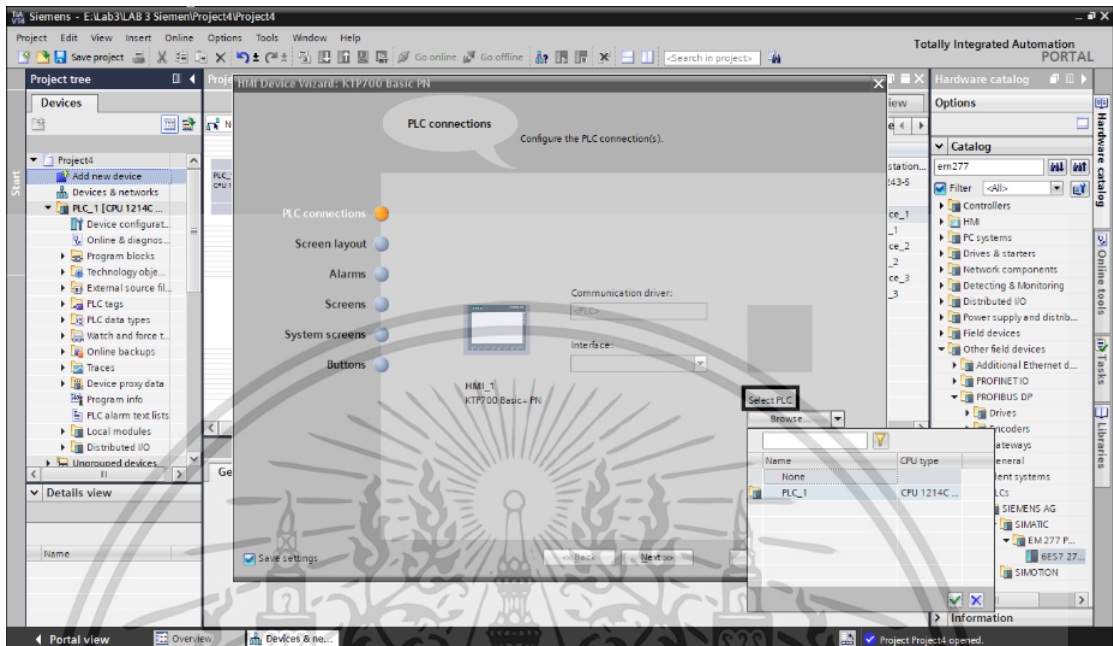 Siemens - E:\Lab3\LAB 3 Siemen\Project4\Project4
Project Edit View Insert Online Options Tools Window Help
Save project
Go online
Go offline
<Search in project>
Totally Integrated Automation
PORTAL
Project tree
Devices
Project4
Add new device
Devices & networks
PLC_1 [CPU 1214C ...
Device configurat...
Online & diagnos...
Program blocks
Technology obje...
External source fil...
PLC tags
PLC data types
Watch and force t...
Online backups
Traces
Device proxy data
Program info
PLC alarm text lists
Local modules
Distributed I/O
Ungrouped devices
Details view
Name
Start
HMI Device Wizard: KTP700 Basic PN
PLC connections
Configure the PLC connection(s).
PLC connections
Screen layout
Alarms
Screens
System screens
Buttons
Communication driver:
<PLC>
Interface:
HMI_1
KTP700 Basic PN
Select PLC
Browse...
Name
CPU type
None
PLC_1
CPU 1214C ...
Save settings
<< Back
Next >>
Hardware catalog
Options
Catalog
em277
Filter
<All>
Controllers
HMI
PC systems
Drives & starters
Network components
Detecting & Monitoring
Distributed I/O
Power supply and distrib...
Field devices
Other field devices
Additional Ethernet d...
PROFINET IO
PROFIBUS DP
Drives
SIEMENS AG
SIMATIC
EM 277 P...
6ES7 27...
SIMOTION
Information
Hardware catalog
Online tools
Tasks
Libraries
Portal view
Overview
Devices & ne...
Project Project4 opened.